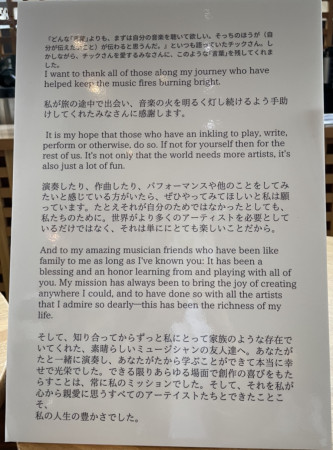 「どんな「言葉」よりも、まずは自分の音楽を聴いて欲しい。そっちのほうが（自
分が伝えたいこと）が伝わると思うんだ。」といつも語っていたチックさん。し
かしながら、チックさんを愛するみなさんに、このような「言葉」を残してくれま
した。
I want to thank all of those along my journey who have
helped keep the music fires burning bright.
私が旅の途中で出会い、音楽の火を明るく灯し続けるよう手助
けしてくれたみなさんに感謝します。
It is my hope that those who have an inkling to play, write,
perform or otherwise, do so. If not for yourself then for the
rest of us. It's not only that the world needs more artists, it's
also just a lot of fun.
演奏したり、作曲したり、パフォーマンスや他のことをしてみ
たいと感じている方がいたら、ぜひやってみてほしいと私は願
っています。たとえそれが自分のためではなかったとしても、
私たちのために。世界がより多くのアーティストを必要として
いるだけではなく、それは単にとても楽しいことだから。
And to my amazing musician friends who have been like
family to me as long as I've known you: It has been a
blessing and an honor learning from and playing with all of
you. My mission has always been to bring the joy of creating
anywhere I could, and to have done so with all the artists
that I admire so dearly—this has been the richness of my
life.
そして、知り合ってからずっと私にとって家族のような存在で
いてくれた、素晴らしいミュージシャンの友人達へ。あなたが
たと一緒に演奏し、あなたがたから学ぶことができて本当に幸
せで光栄でした。できる限りあらゆる場面で創作の喜びをもた
らすことは、常に私のミッションでした。そして、それを私が
心から親愛に思うすべてのアーティストたちとできたことこ
そ、
私の人生の豊かさでした。